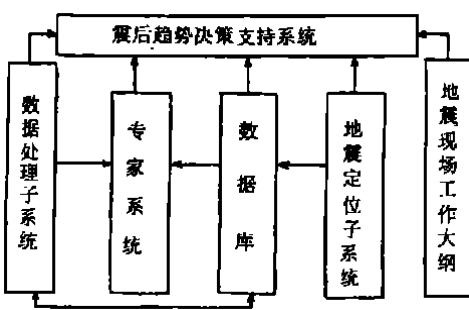 震后趋势决策支持系统
数据处理子系统
专家系统
数据库
地震定位子系统
地震现场工作大纲